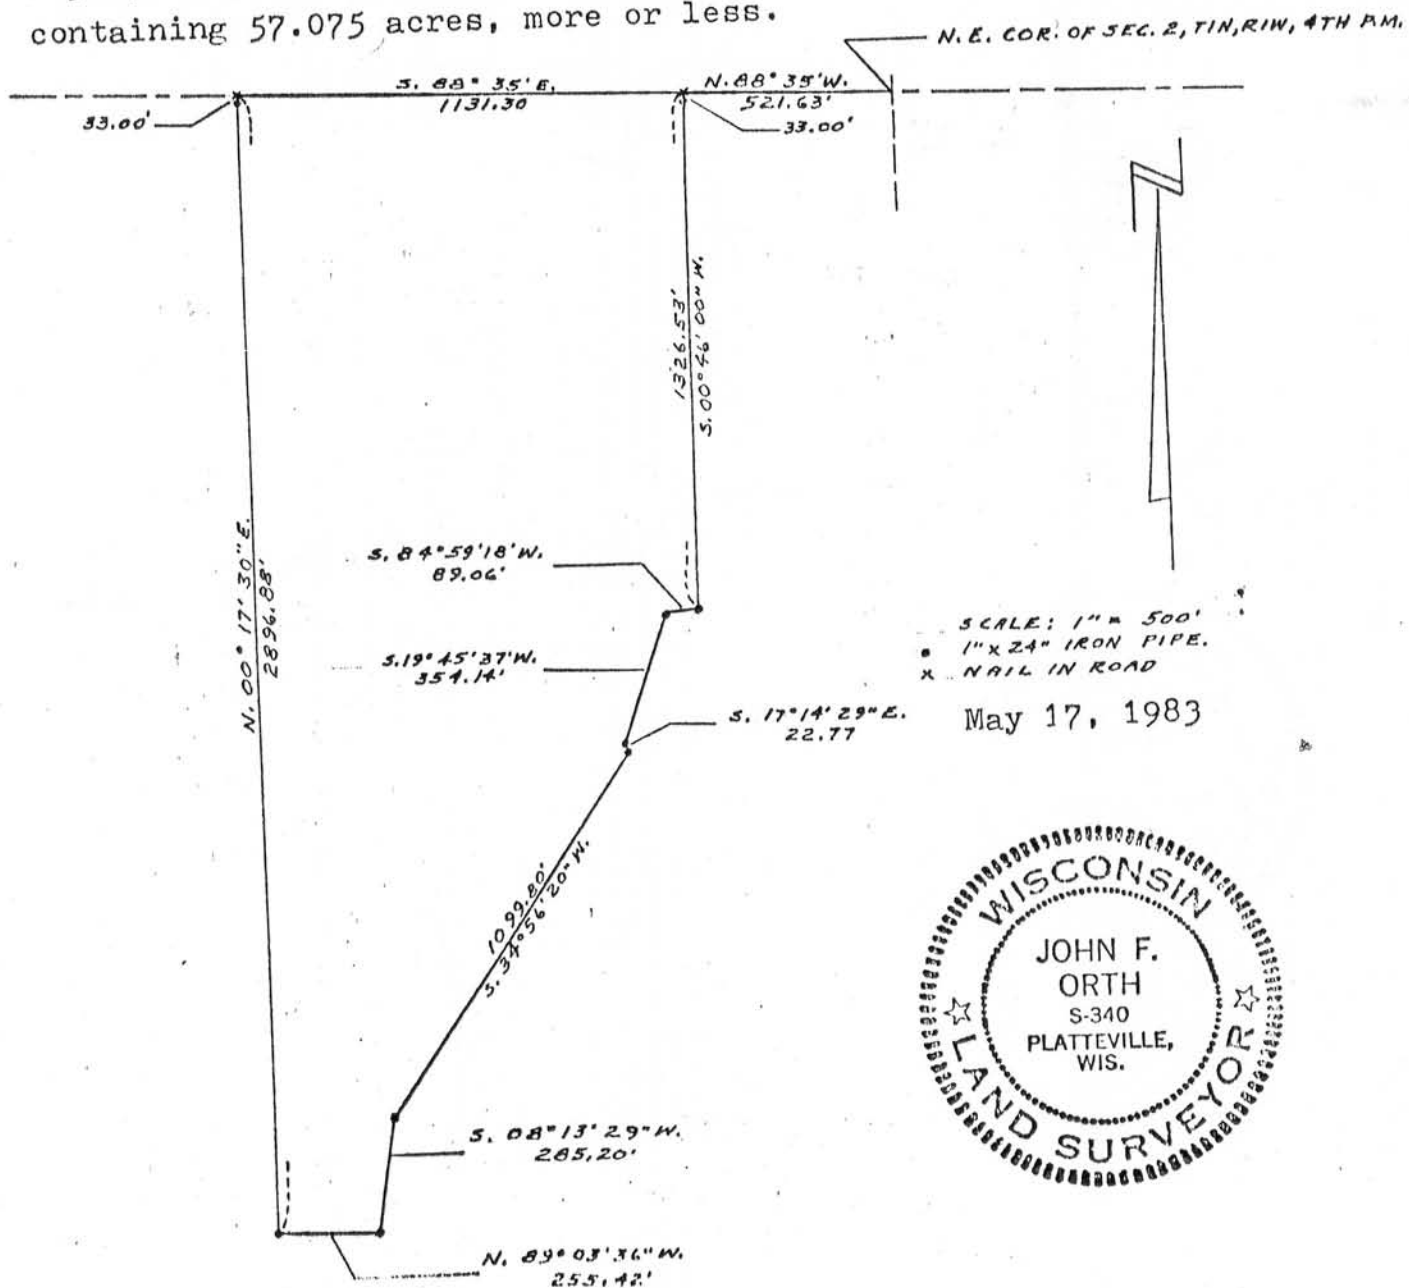 containing 57.075 acres, more or less.
N.E. COR. OF SEC. 2, T1N, R1W, 4TH P.M.
S. 88° 35' E.
1131.30
N. 88° 35' W.
521.63'
33.00'
33.00'
1326.53'
S. 00° 46' 00" W.
N. 00° 17' 30" E.
2896.88'
S. 84° 59' 18' W.
89.06'
S. 19° 45' 37' W.
354.14'
S. 17° 14' 29" E.
22.77
SCALE: 1" = 500'
1" x 24" IRON PIPE.
x NAIL IN ROAD
May 17, 1983
1099.80'
S. 34° 56' 20" W.
WISCONSIN
JOHN F.
ORTH
S-340
PLATTEVILLE,
WIS.
LAND SURVEYOR
S. 08° 13' 29" W.
285.20'
N. 89° 03' 36" W.
255.42'